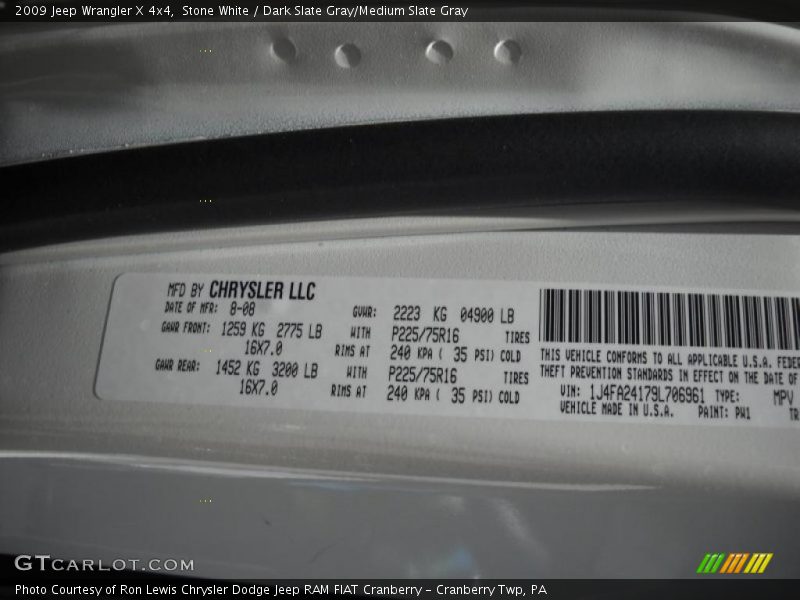 2009 Jeep Wrangler X 4x4, Stone White / Dark Slate Gray/Medium Slate Gray
MFD BY CHRYSLER LLC
DATE OF MFR: 8-08 GVWR: 2223 KG 04900 LB
GAWR FRONT: 1259 KG 2775 LB WITH P225/75R16 TIRES
16X7.0 RIMS AT 240 KPA ( 35 PSI) COLD
GAWR REAR: 1452 KG 3200 LB WITH P225/75R16 TIRES
16X7.0 RIMS AT 240 KPA ( 35 PSI) COLD
THIS VEHICLE CONFORMS TO ALL APPLICABLE U.S.A. FEDER
THEFT PREVENTION STANDARDS IN EFFECT ON THE DATE OF
VIN: 1J4FA24179L706961 TYPE: MPV
VEHICLE MADE IN U.S.A. PAINT: PW1 TR
GTCARLOT.COM
Photo Courtesy of Ron Lewis Chrysler Dodge Jeep RAM FIAT Cranberry – Cranberry Twp, PA